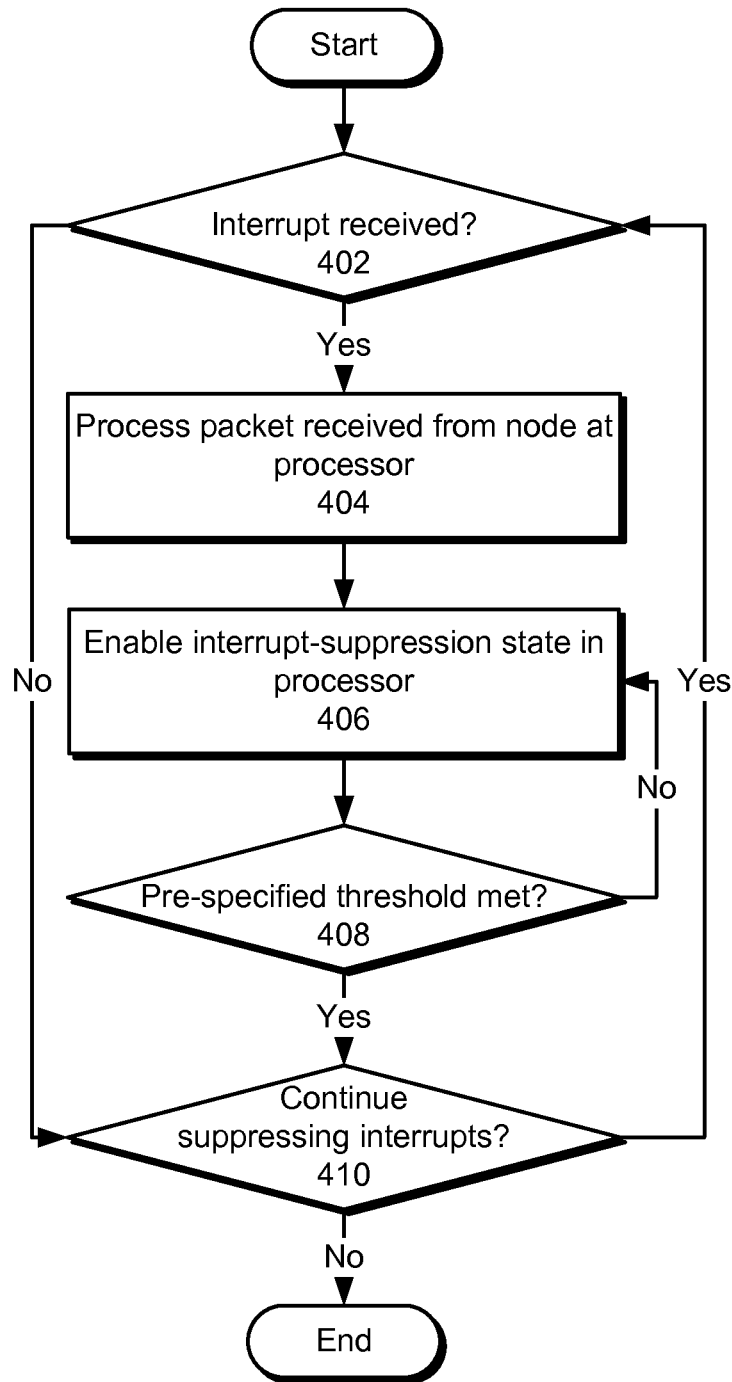 Start
Interrupt received?
402
Yes
Process packet received from node at
processor
404
Enable interrupt-suppression state in
processor
406
No
Yes
No
Pre-specified threshold met?
408
Yes
Continue
suppressing interrupts?
410
No
End